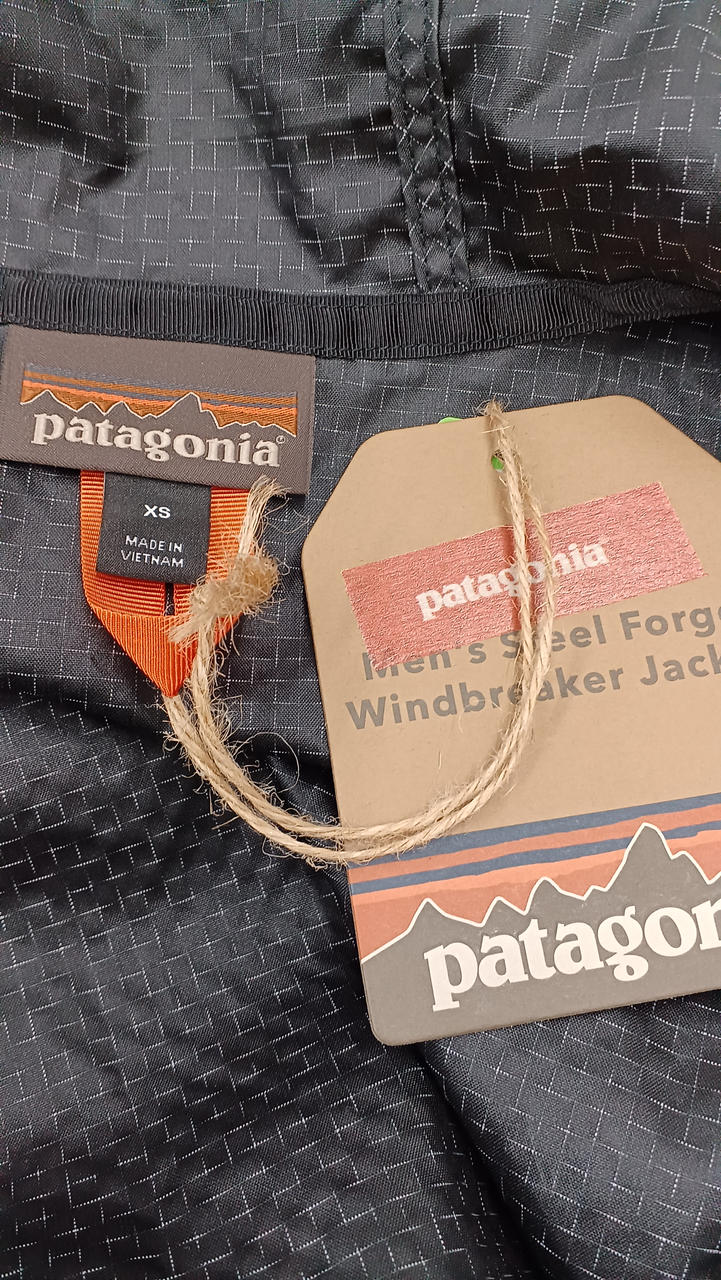 patagonia
XS
MADE IN
VIETNAM
patagonia
Men's Steel Forg
Windbreaker Jack
patagon